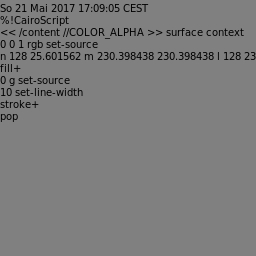 So 21 Mai 2017 17:09:05 CEST
%!CairoScript
<< /content //COLOR_ALPHA >> surface context
0 0 1 rgb set-source
n 128 25.601562 m 230.398438 230.398438 l 128 23
fill+
0 g set-source
10 set-line-width
stroke+
pop